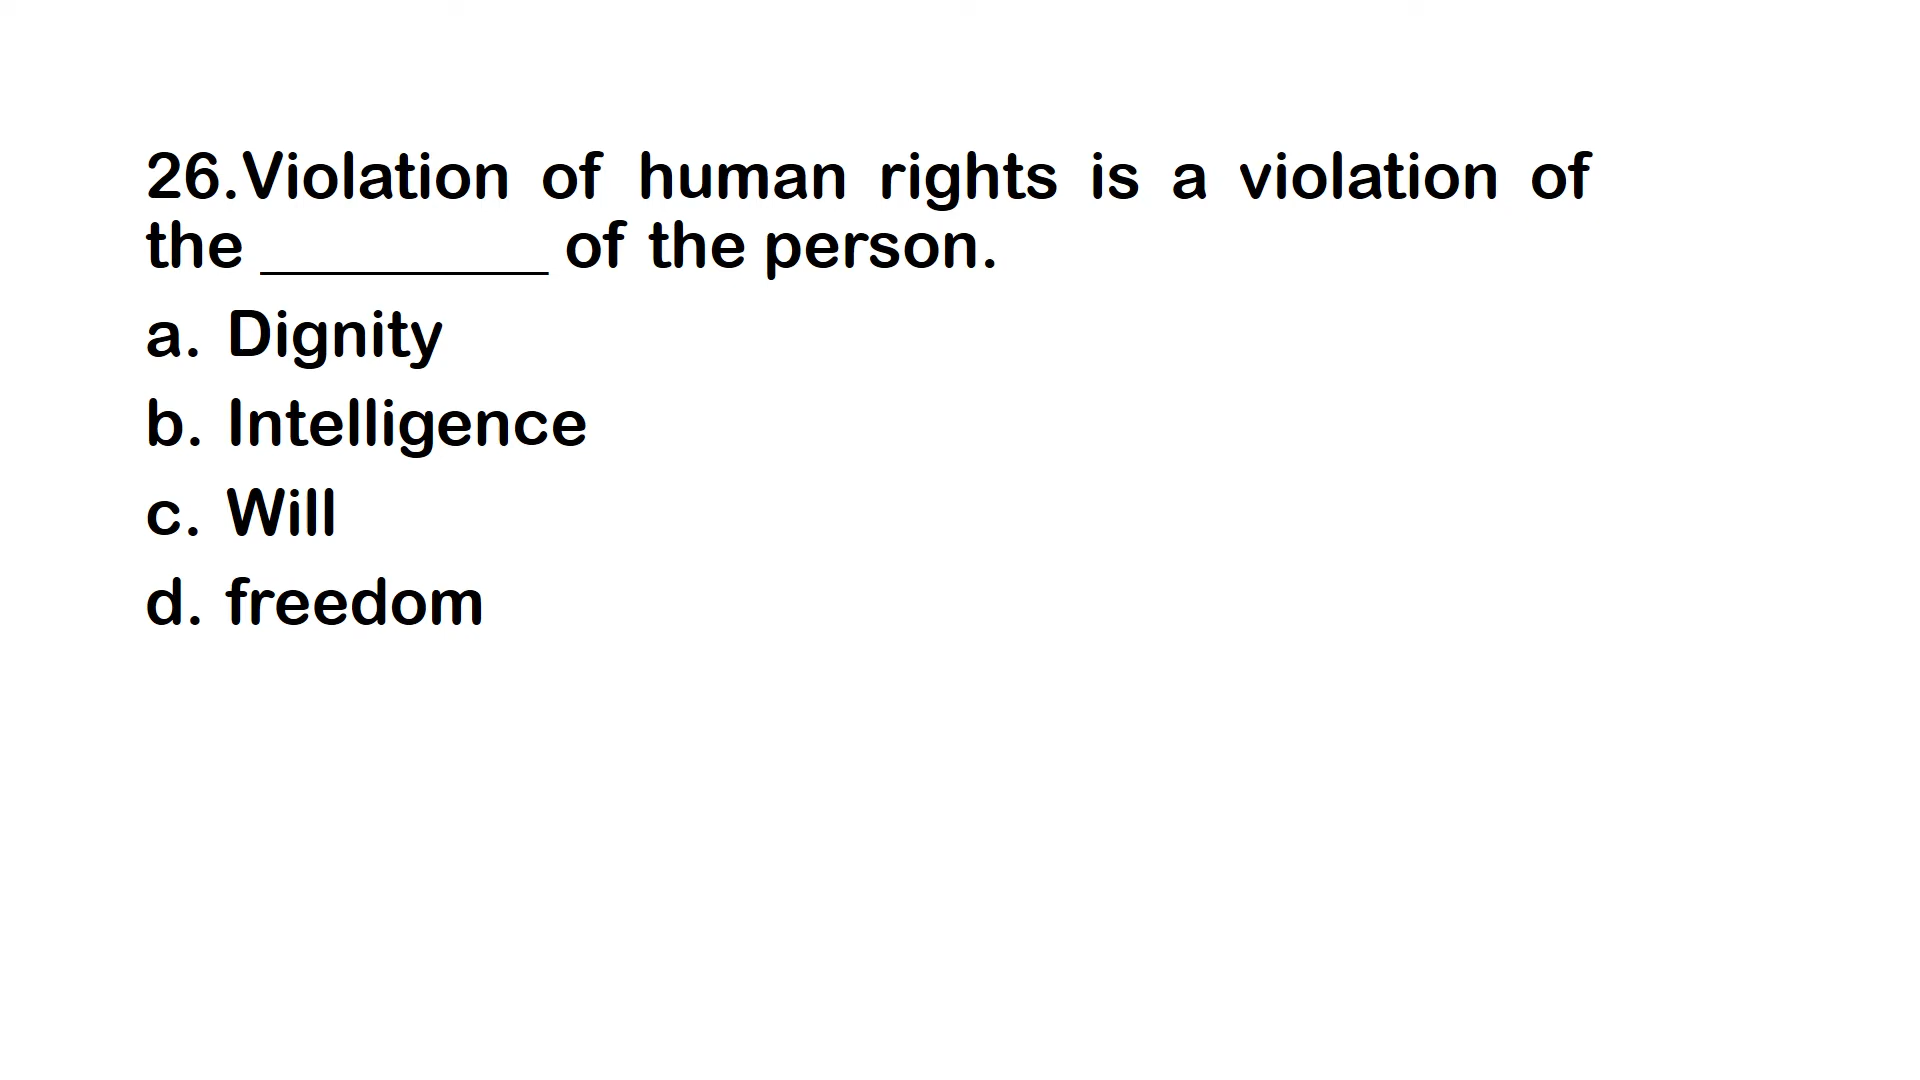 26.Violation of human rights is a violation of
the _________ of the person.
a. Dignity
b. Intelligence
c. Will
d. freedom